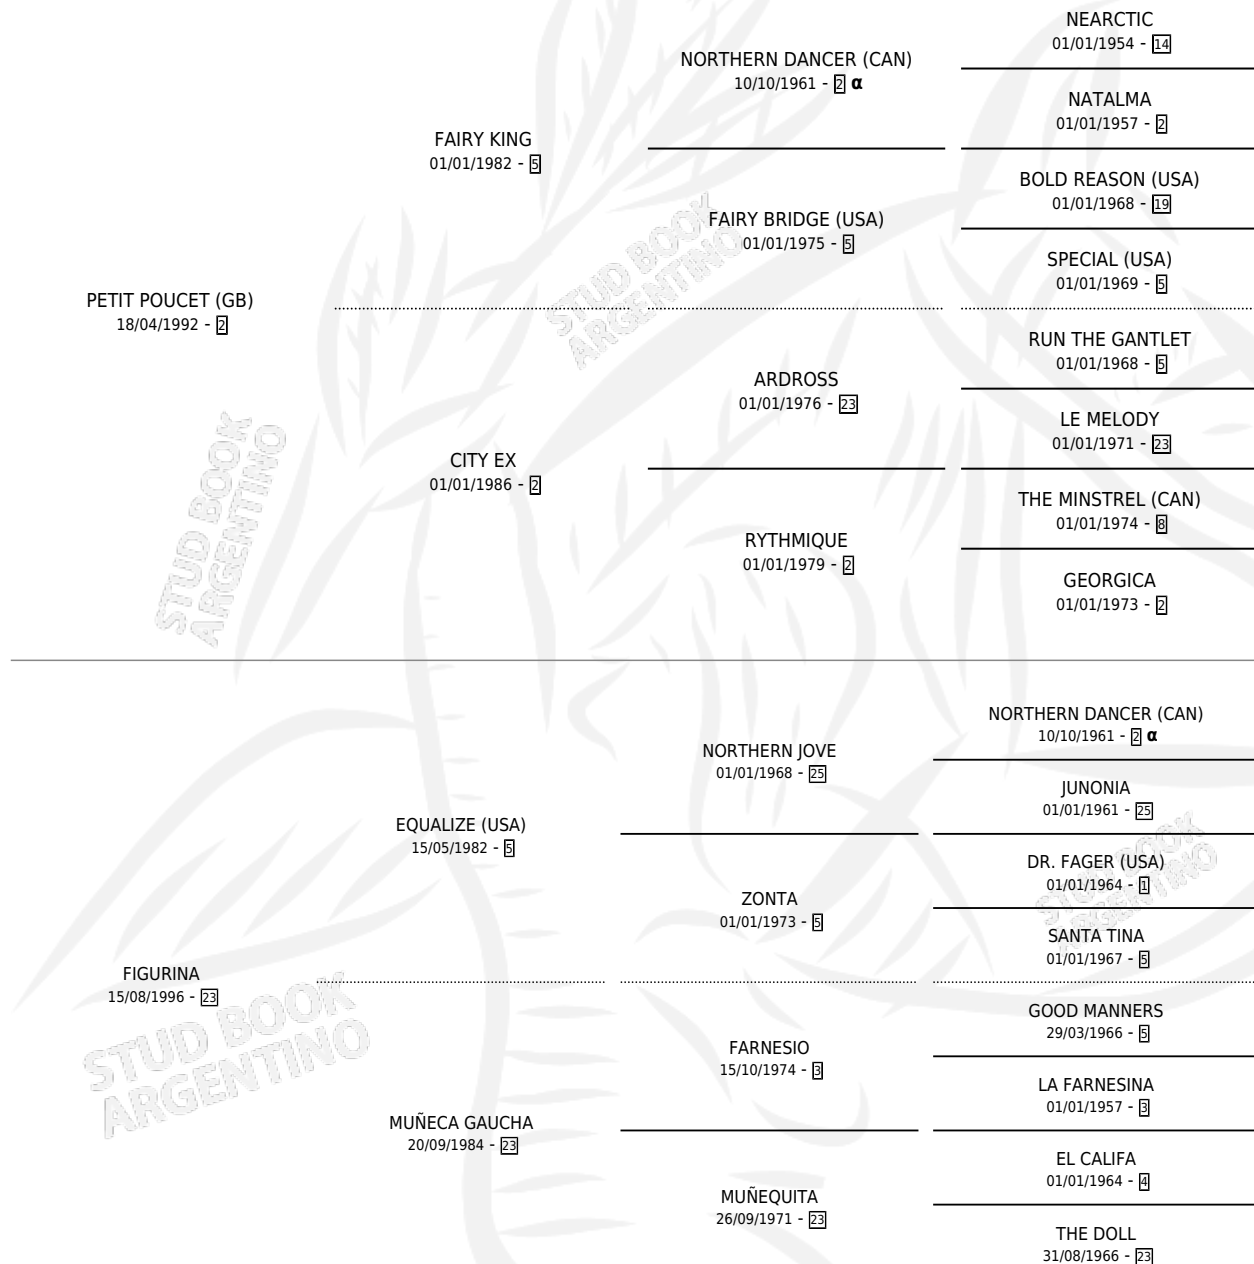 NEARCTIC
01/01/1954 - 14
NORTHERN DANCER (CAN)
10/10/1961 - 2 α
NATALMA
01/01/1957 - 2
FAIRY KING
01/01/1982 - 5
BOLD REASON (USA)
01/01/1968 - 19
FAIRY BRIDGE (USA)
01/01/1975 - 5
SPECIAL (USA)
01/01/1969 - 5
STUD BOOK
ARGENTINO
PETIT POUCET (GB)
18/04/1992 - 2
RUN THE GANTLET
01/01/1968 - 5
ARDROSS
01/01/1976 - 23
LE MELODY
01/01/1971 - 23
CITY EX
01/01/1986 - 2
THE MINSTREL (CAN)
01/01/1974 - 8
RYTHMIQUE
01/01/1979 - 2
GEORGICA
01/01/1973 - 2
STUD BOOK
ARGENTINO
NORTHERN DANCER (CAN)
10/10/1961 - 2 α
NORTHERN JOVE
01/01/1968 - 25
JUNONIA
01/01/1961 - 25
EQUALIZE (USA)
15/05/1982 - 5
DR. FAGER (USA)
01/01/1964 - 1
ZONTA
01/01/1973 - 5
SANTA TINA
01/01/1967 - 5
STUD BOOK
ARGENTINO
FIGURINA
15/08/1996 - 23
GOOD MANNERS
29/03/1966 - 5
FARNESIO
15/10/1974 - 3
LA FARNESINA
01/01/1957 - 3
STUD BOOK
ARGENTINO
MUÑECA GAUCHA
20/09/1984 - 23
EL CALIFA
01/01/1964 - 4
MUÑEQUITA
26/09/1971 - 23
THE DOLL
31/08/1966 - 23